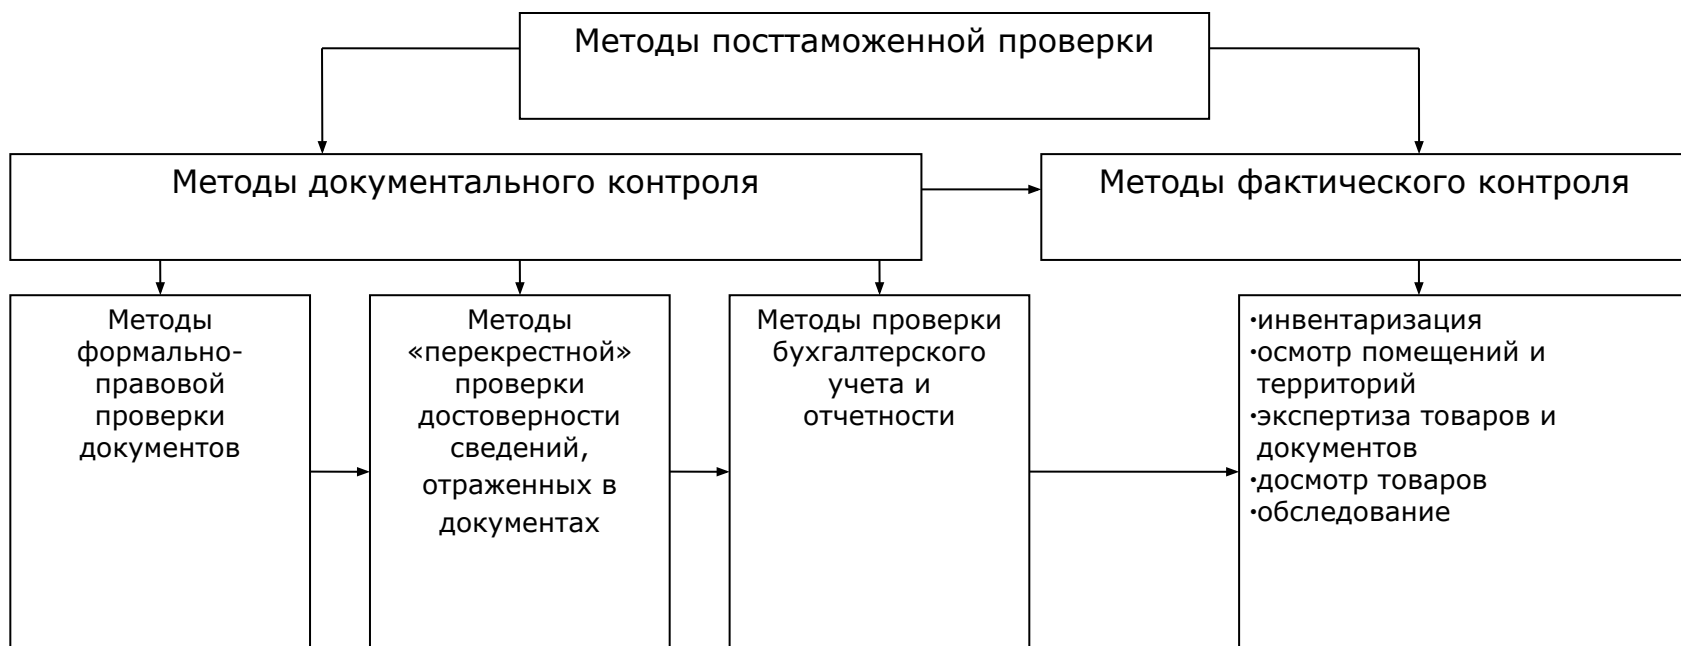 Методы посттаможенной проверки
Методы документального контроля
Методы фактического контроля
Методы
формально-
правовой
проверки
документов
Методы
«перекрестной»
проверки
достоверности
сведений,
отраженных в
документах
Методы проверки
бухгалтерского
учета и
отчетности
•инвентаризация
•осмотр помещений и
территорий
•экспертиза товаров и
документов
•досмотр товаров
•обследование